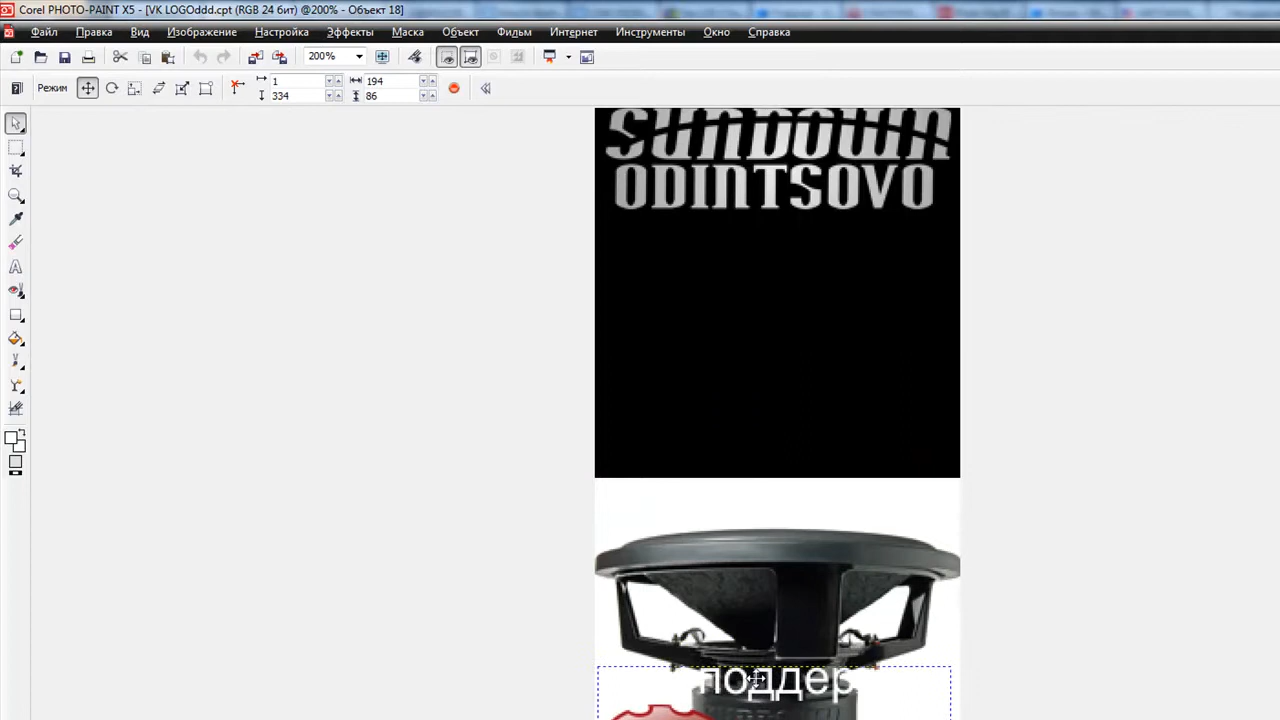 Corel PHOTO-PAINT X5 - [VK LOGOddd.cpt (RGB 24 бит) @200% - Объект 18]
Файл Правка Вид Изображение Настройка Эффекты Маска Объект Фильм Интернет Инструменты Окно Справка
200%
Режим 1 194
334 86
SUNDOWN
ODINTSOVO
поддер